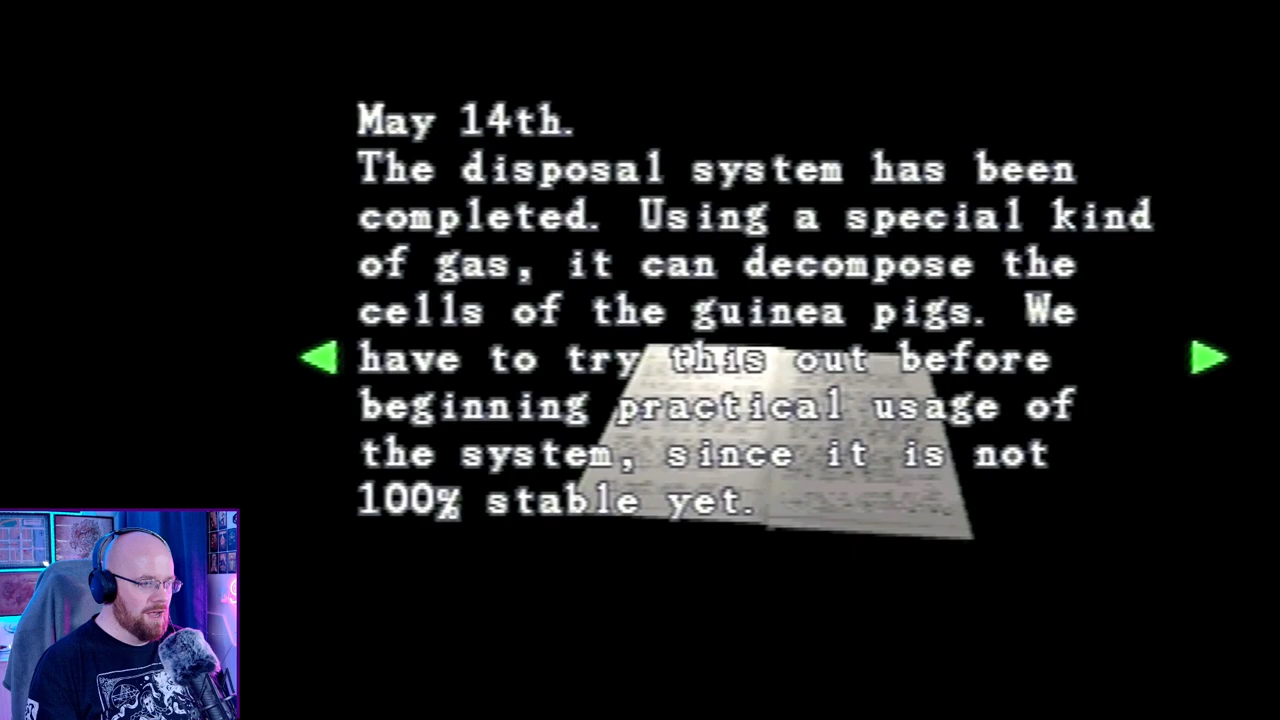 May 14th.
The disposal system has been
completed. Using a special kind
of gas, it can decompose the
cells of the guinea pigs. We
have to try this out before
beginning practical usage of
the system, since it is not
100% stable yet.